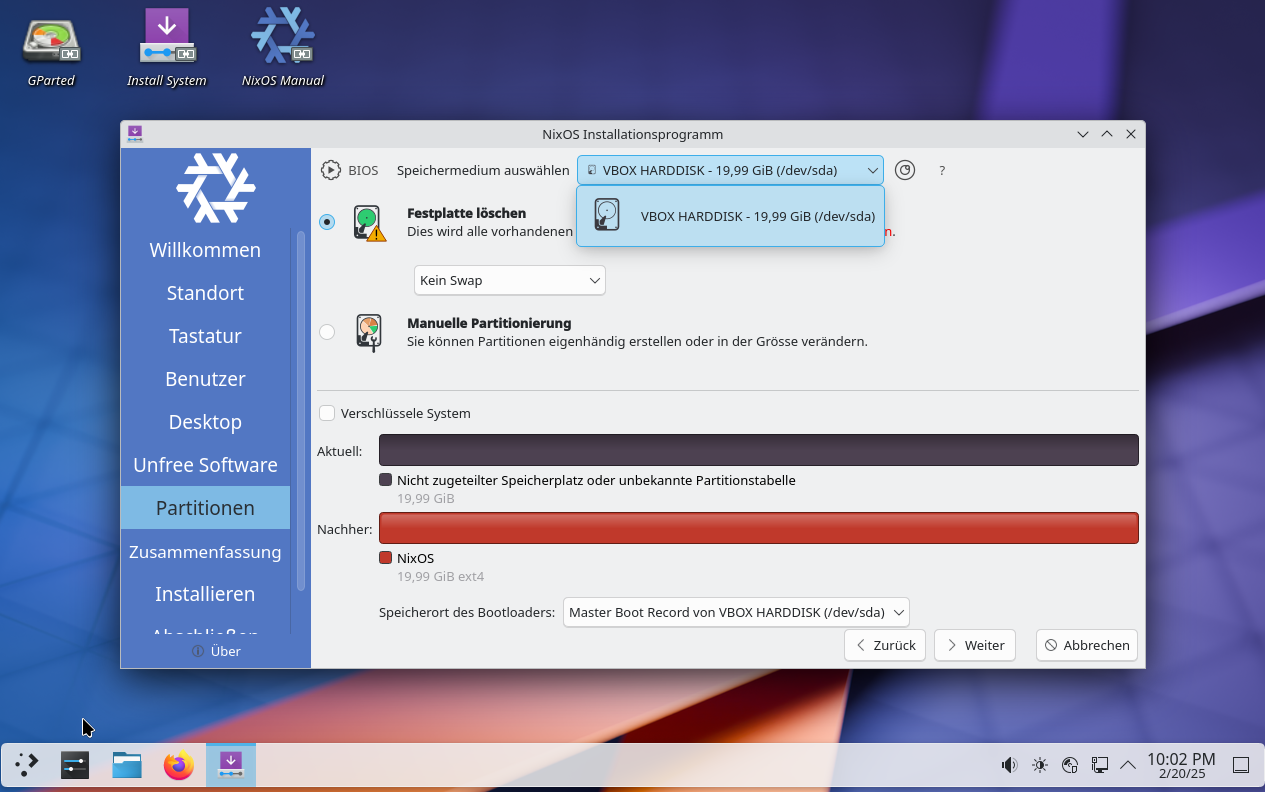 GParted
Install System
NixOS Manual
NixOS Installationsprogramm
BIOS
Speichermedium auswählen
VBOX HARDDISK - 19,99 GiB (/dev/sda)
?
VBOX HARDDISK - 19,99 GiB (/dev/sda)
Willkommen
Standort
Tastatur
Benutzer
Desktop
Unfree Software
Partitionen
Zusammenfassung
Installieren
Über
Festplatte löschen
Dies wird alle vorhandenen
n.
Kein Swap
Manuelle Partitionierung
Sie können Partitionen eigenhändig erstellen oder in der Grösse verändern.
Verschlüssele System
Aktuell:
Nicht zugeteilter Speicherplatz oder unbekannte Partitionstabelle
19,99 GiB
Nachher:
NixOS
19,99 GiB ext4
Speicherort des Bootloaders:
Master Boot Record von VBOX HARDDISK (/dev/sda)
Zurück
Weiter
Abbrechen
10:02 PM
2/20/25